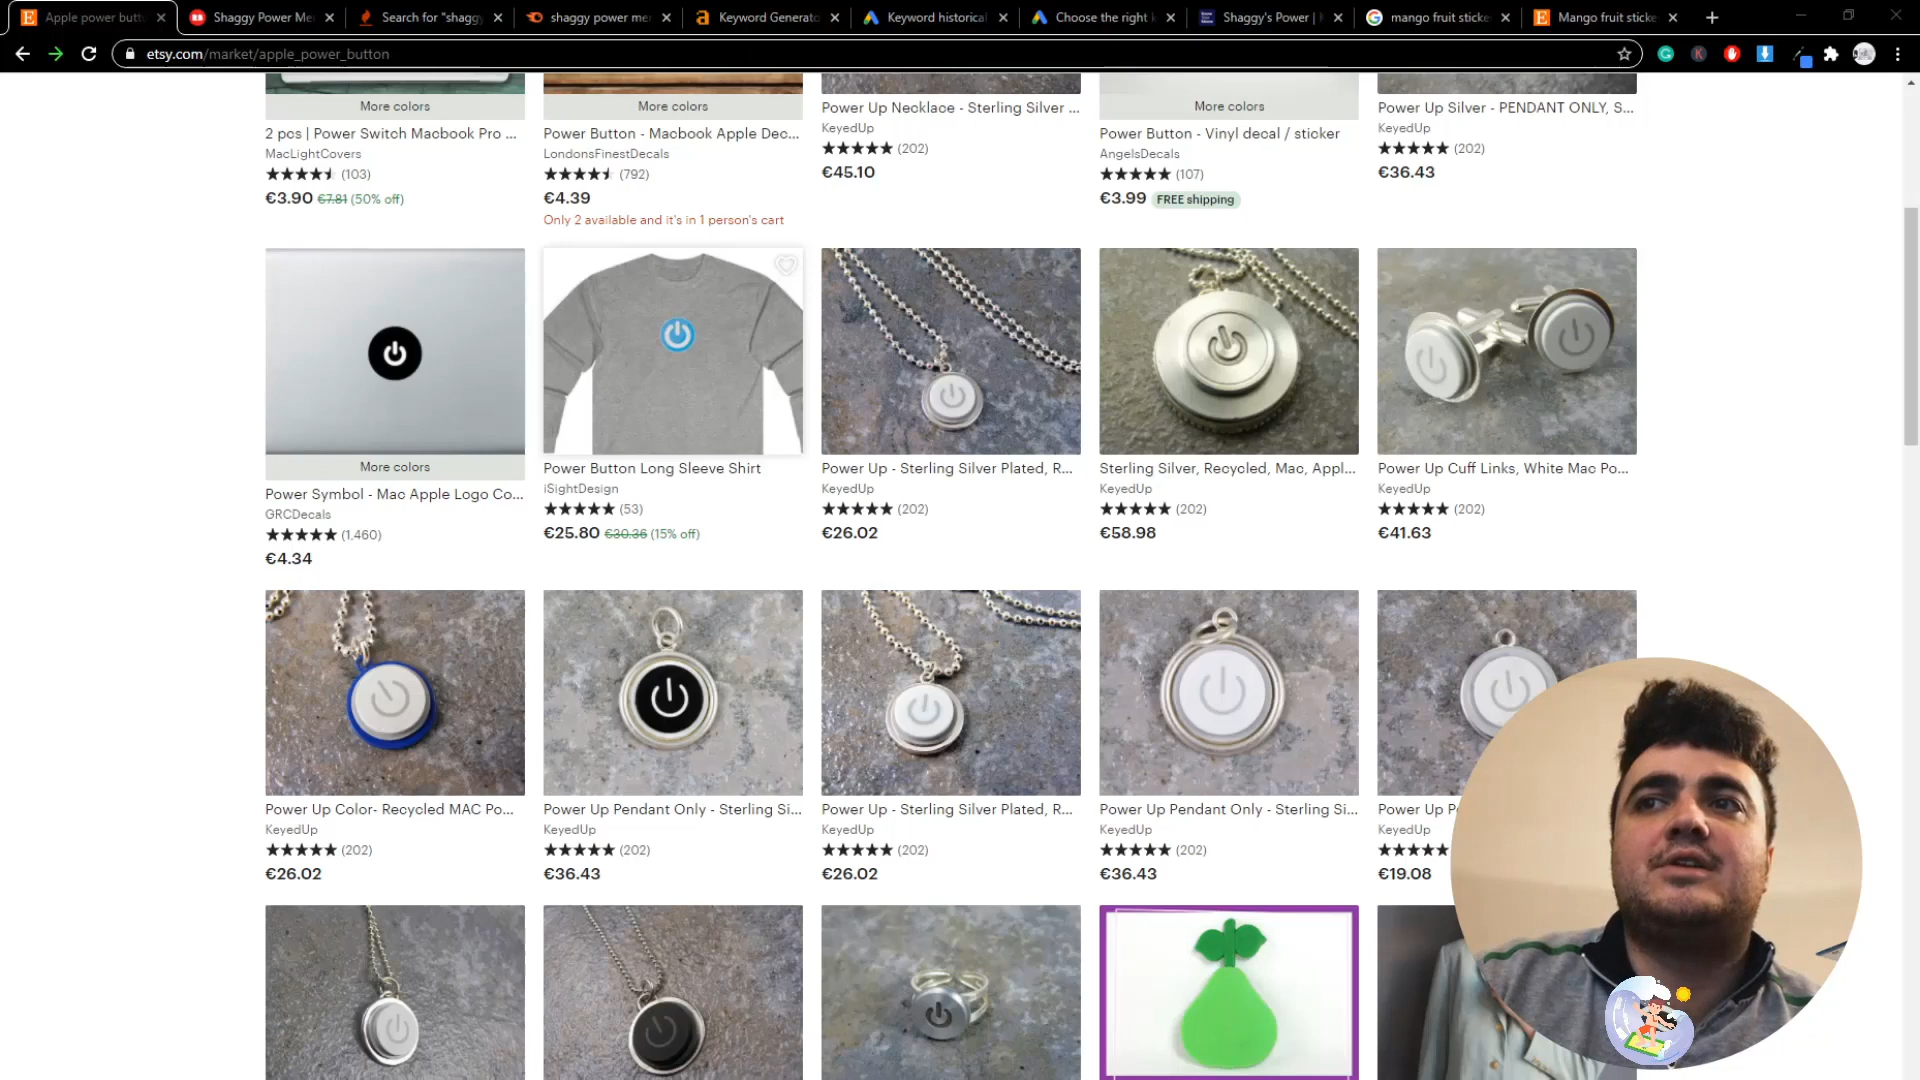 Apple power butt
Shaggy Power Me
Search for "shagg
shaggy power me
Keyword Generato
Keyword historical
Choose the right k
Shaggy's Power |
mango fruit sticke
Mango fruit sticke
etsy.com/market/apple_power_button
More colors
2 pcs | Power Switch Macbook Pro ...
MacLightCovers
(103)
€3.90 €7.81 (50% off)
More colors
Power Button - Macbook Apple Dec...
LondonsFinestDecals
(792)
€4.39
Only 2 available and it's in 1 person's cart
Power Up Necklace - Sterling Silver ...
KeyedUp
(202)
€45.10
More colors
Power Button - Vinyl decal / sticker
AngelsDecals
(107)
€3.99 FREE shipping
Power Up Silver - PENDANT ONLY, S...
KeyedUp
(202)
€36.43
More colors
Power Symbol - Mac Apple Logo Co...
GRCDecals
(1,460)
€4.34
Power Button Long Sleeve Shirt
iSightDesign
(53)
€25.80 €30.36 (15% off)
Power Up - Sterling Silver Plated, R...
KeyedUp
(202)
€26.02
Sterling Silver, Recycled, Mac, Appl...
KeyedUp
(202)
€58.98
Power Up Cuff Links, White Mac Po...
KeyedUp
(202)
€41.63
Power Up Color- Recycled MAC Po...
KeyedUp
(202)
€26.02
Power Up Pendant Only - Sterling Si...
KeyedUp
(202)
€36.43
Power Up - Sterling Silver Plated, R...
KeyedUp
(202)
€26.02
Power Up Pendant Only - Sterling Si...
KeyedUp
(202)
€36.43
Power Up P
KeyedUp
€19.08